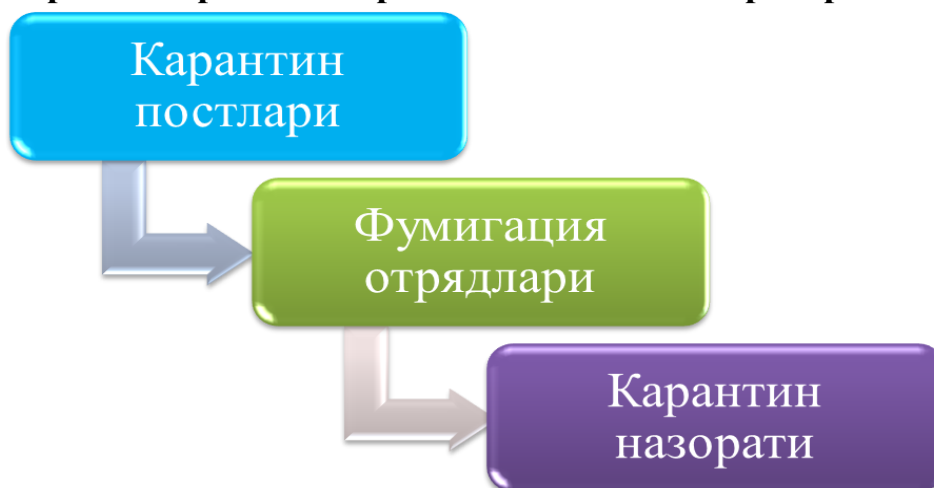 Карантин
постлари
Фумигация
отрядлари
Карантин
назорати